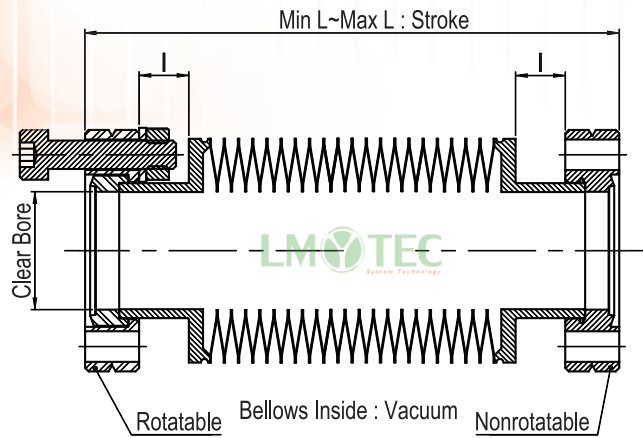 Min L~Max L : Stroke
I
I
Clear Bore
LMOTEC
System Technology
Rotatable
Bellows Inside : Vacuum
Nonrotatable